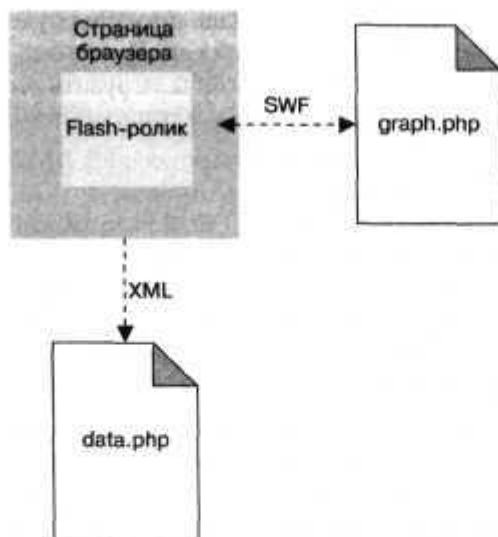 Страница
браузера
Flash-ролик
SWF
graph.php
XML
data.php